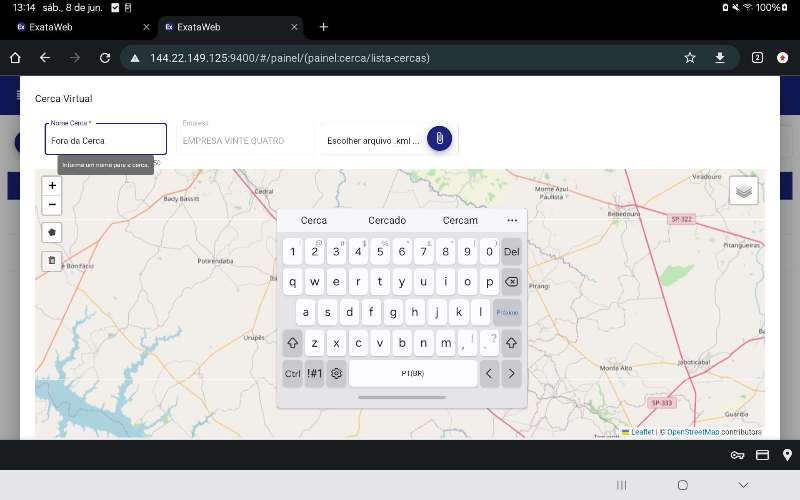 13:14 sáb., 8 de jun. 100%
ExataWeb
ExataWeb
144.22.149.125:9400/#/painel/(painel:cerca/lista-cercas)
2
Cerca Virtual
Nome Cerca *
Fora da Cerca
Empresa
EMPRESA VINTE QUATRO
Escolher arquivo .kml ...
Informe um nome para a cerca.
50
+
−
Bady Bassitt
Cedral
Monte Azul
Paulista
Viradouro
Bebedouro
SP-322
Pitangueiras
e Bonifácio
Potirendaba
Pirangi
Urupês
Monte Alto
Jaboticabal
SP-333
Guariba
Cerca Cercado Cercam ...
1 2 3 4 5 6 7 8 9 0 Del
q w e r t y u i o p
a s d f g h j k l Próximo
z x c v b n m , ! . ?
Ctrl !#1 PT(BR) < >
Leaflet | © OpenStreetMap contributors